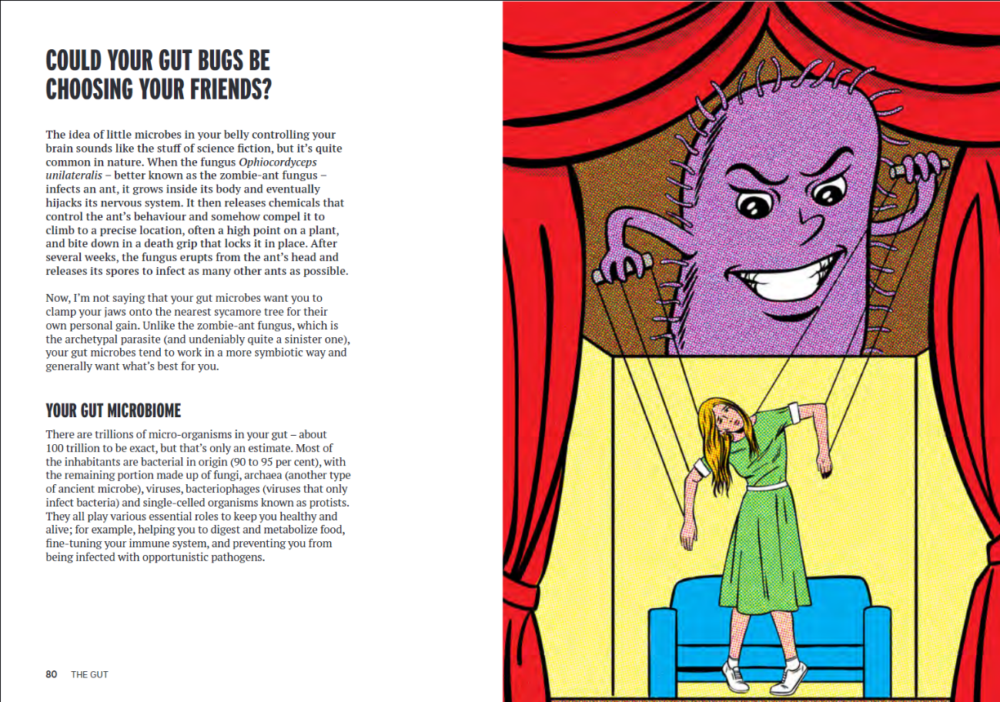 COULD YOUR GUT BUGS BE
CHOOSING YOUR FRIENDS?
The idea of little microbes in your belly controlling your
brain sounds like the stuff of science fiction, but it’s quite
common in nature. When the fungus Ophiocordyceps
unilateralis – better known as the zombie-ant fungus –
infects an ant, it grows inside its body and eventually
hijacks its nervous system. It then releases chemicals that
control the ant’s behaviour and somehow compel it to
climb to a precise location, often a high point on a plant,
and bite down in a death grip that locks it in place. After
several weeks, the fungus erupts from the ant’s head and
releases its spores to infect as many other ants as possible.
Now, I’m not saying that your gut microbes want you to
clamp your jaws onto the nearest sycamore tree for their
own personal gain. Unlike the zombie-ant fungus, which is
the archetypal parasite (and undeniably quite a sinister one),
your gut microbes tend to work in a more symbiotic way and
generally want what’s best for you.
YOUR GUT MICROBIOME
There are trillions of micro-organisms in your gut – about
100 trillion to be exact, but that’s only an estimate. Most of
the inhabitants are bacterial in origin (90 to 95 per cent), with
the remaining portion made up of fungi, archaea (another type
of ancient microbe), viruses, bacteriophages (viruses that only
infect bacteria) and single-celled organisms known as protists.
They all play various essential roles to keep you healthy and
alive; for example, helping you to digest and metabolize food,
fine-tuning your immune system, and preventing you from
being infected with opportunistic pathogens.
80 THE GUT